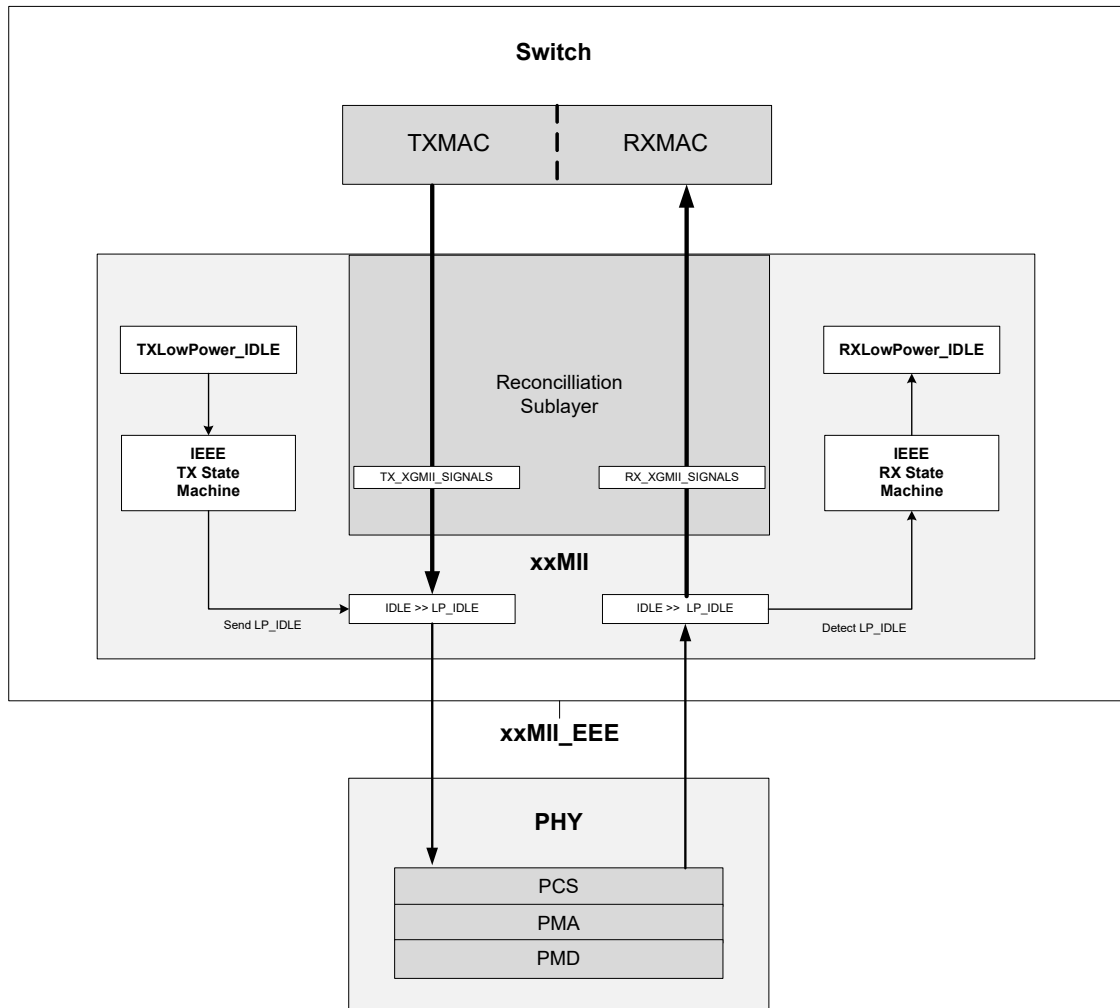 Switch
TXMAC
RXMAC
TXLowPower_IDLE
RXLowPower_IDLE
Reconcilliation
Sublayer
IEEE
TX State
Machine
IEEE
RX State
Machine
TX_XGMII_SIGNALS
RX_XGMII_SIGNALS
xxMII
IDLE >> LP_IDLE
IDLE >> LP_IDLE
Send LP_IDLE
Detect LP_IDLE
xxMII_EEE
PHY
PCS
PMA
PMD